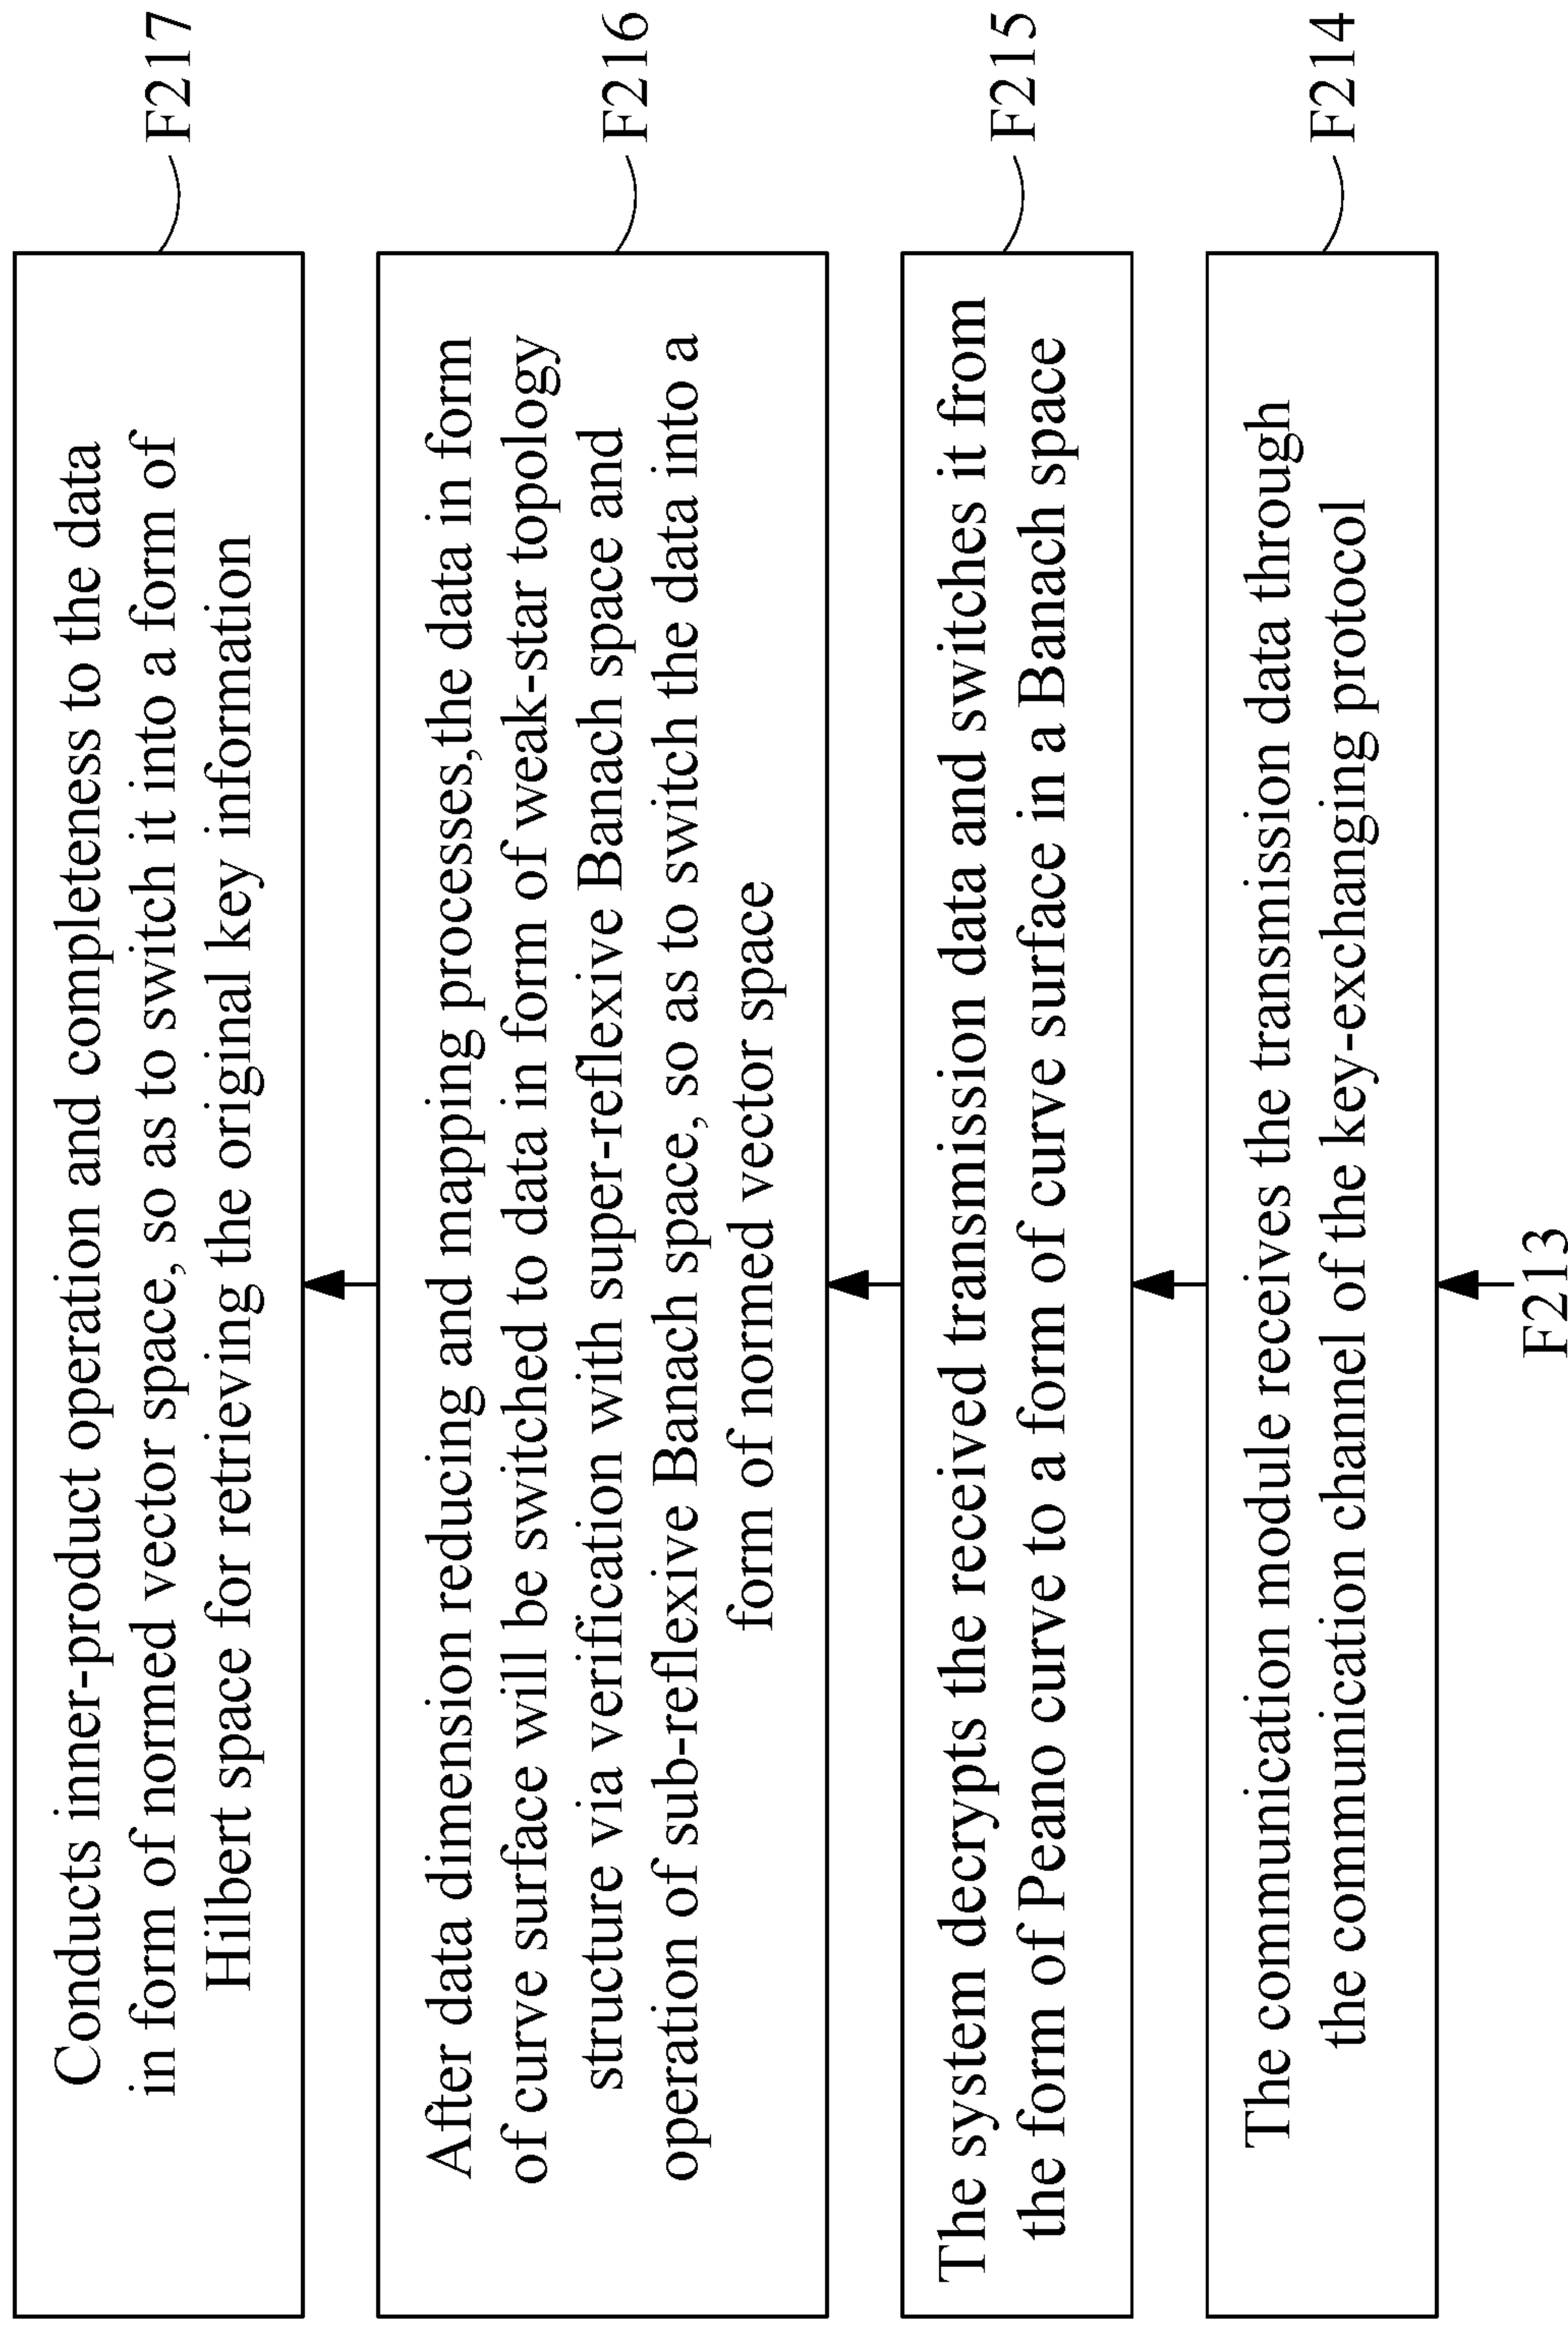 Conducts inner-product operation and completeness to the data
in form of normed vector space, so as to switch it into a form of
Hilbert space for retrieving the original key information
F217
After data dimension reducing and mapping processes,the data in form
of curve surface will be switched to data in form of weak-star topology
structure via verification with super-reflexive Banach space and
operation of sub-reflexive Banach space, so as to switch the data into a
form of normed vector space
F216
The system decrypts the received transmission data and switches it from
the form of Peano curve to a form of curve surface in a Banach space
F215
The communication module receives the transmission data through
the communication channel of the key-exchanging protocol
F214
F213